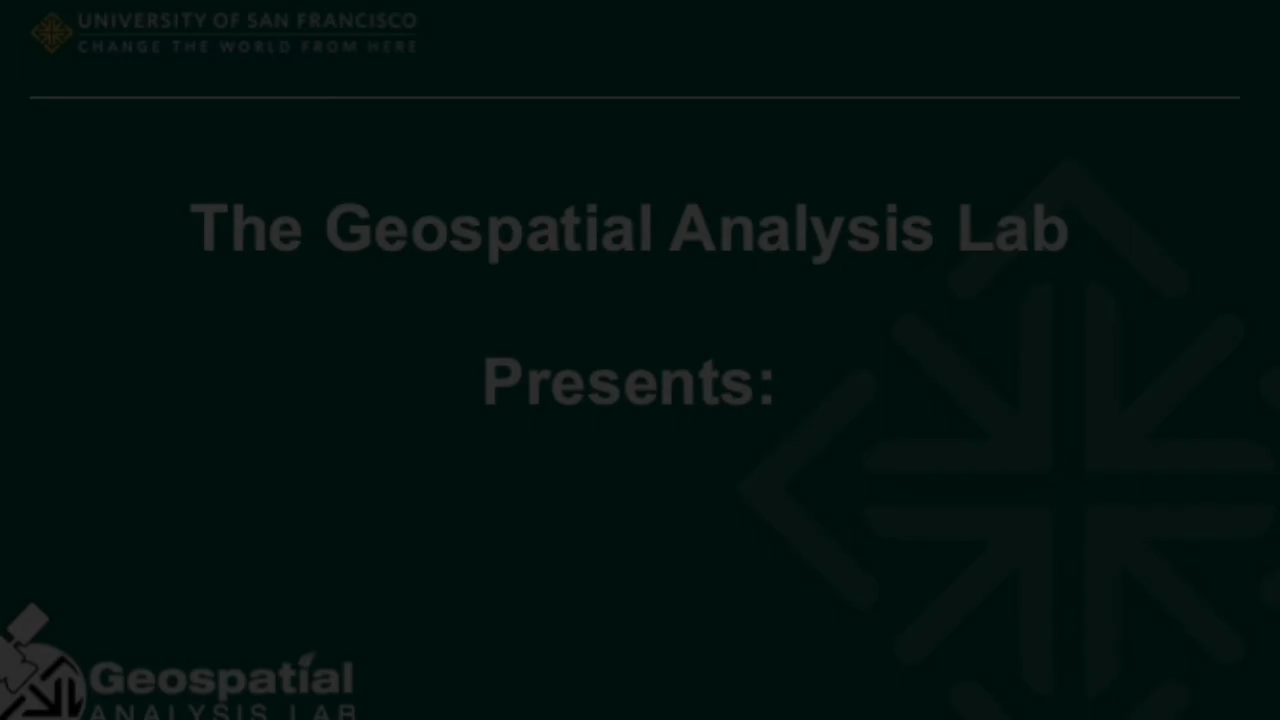 UNIVERSITY OF SAN FRANCISCO
CHANGE THE WORLD FROM HERE
The Geospatial Analysis Lab
Presents:
Geospatial
ANALYSIS LAB